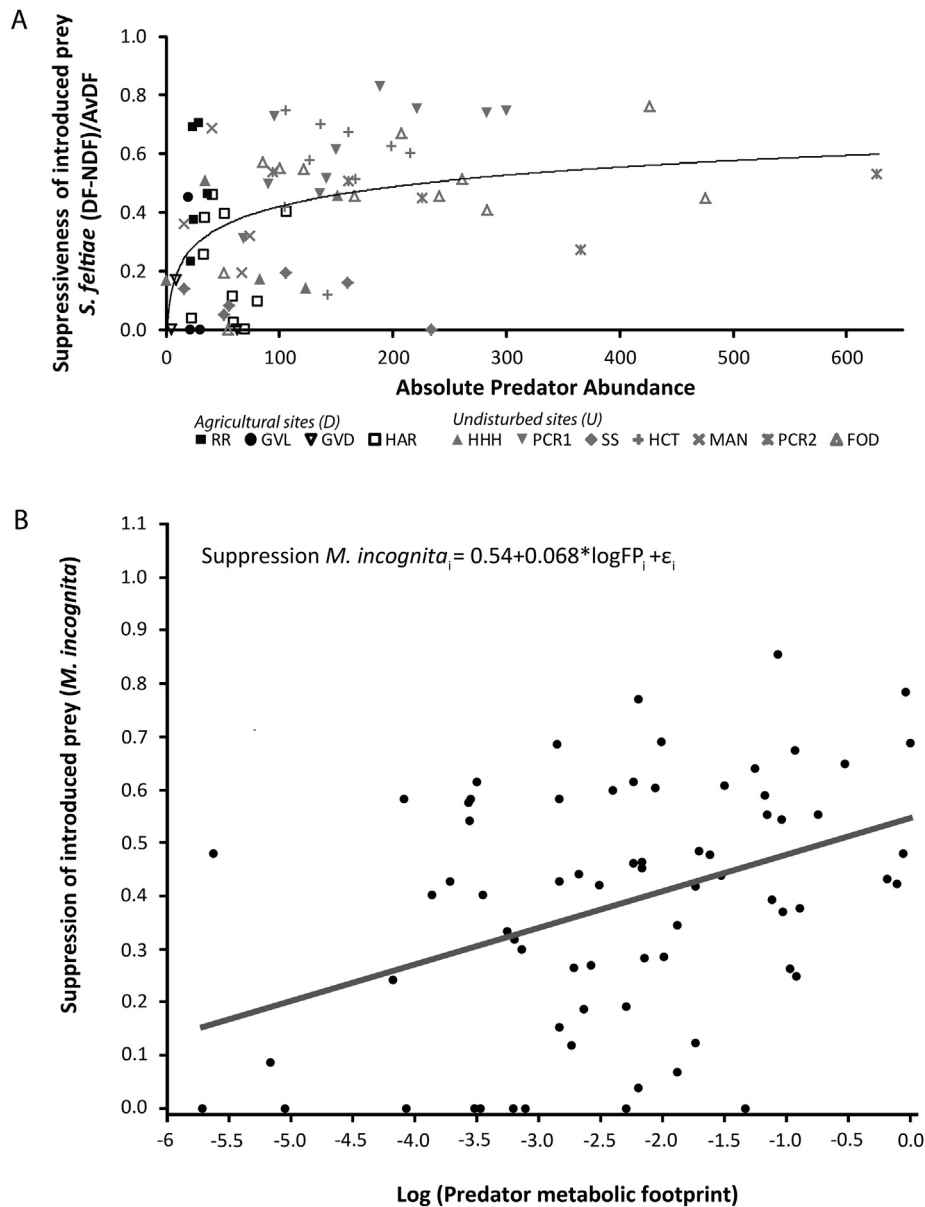 A
Suppressiveness of introduced prey
S. feltiae (DF-NDF)/AvDF
1.0
0.8
0.6
0.4
0.2
0.0
0 100 200 300 400 500 600
Absolute Predator Abundance
Agricultural sites (D) Undisturbed sites (U)
RR GVL GVD HAR HHH PCR1 SS HCT MAN PCR2 FOD
B
Suppression of introduced prey (M. incognita)
1.1
1.0
0.9
0.8
0.7
0.6
0.5
0.4
0.3
0.2
0.1
0.0
Suppression M. incognitai= 0.54+0.068*logFPi +εi
-6 -5.5 -5.0 -4.5 -4.0 -3.5 -3.0 -2.5 -2.0 -1.5 -1.0 -0.5 0.0
Log (Predator metabolic footprint)